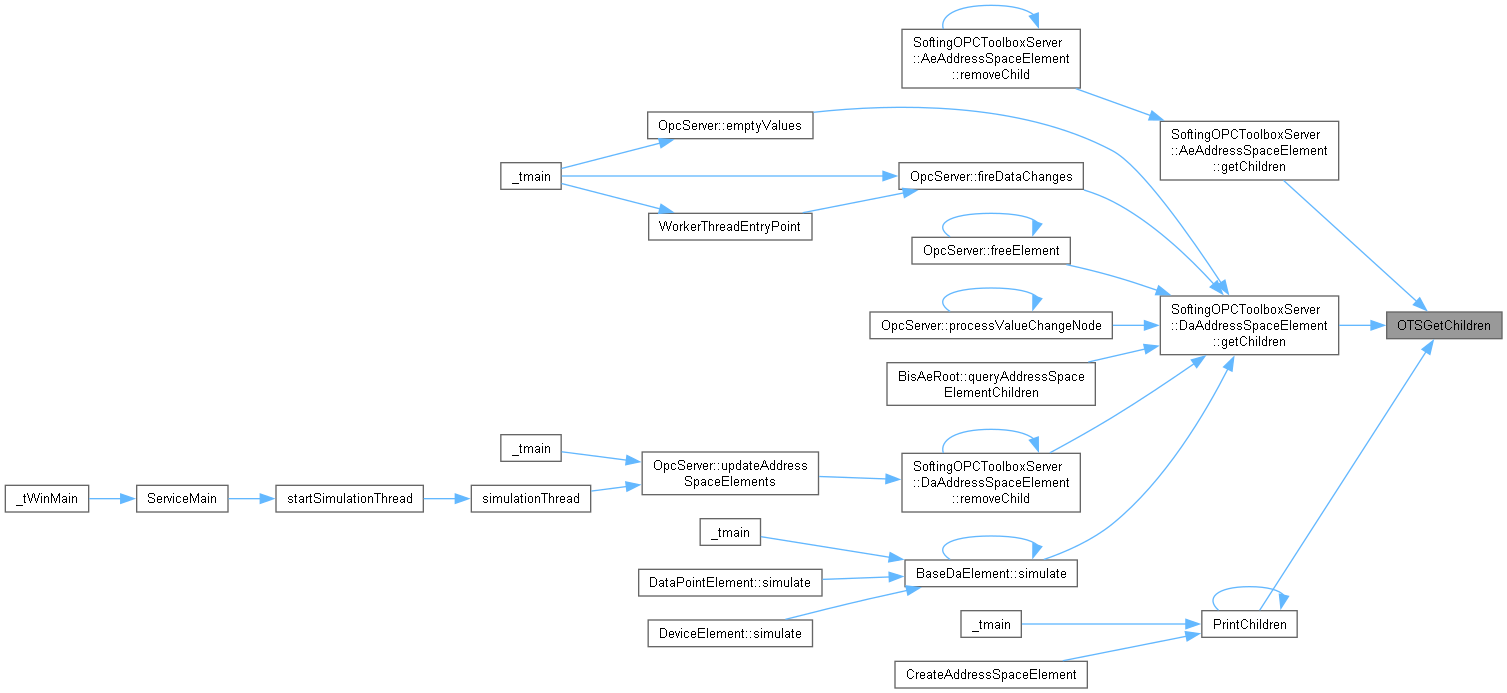 SoftingOPCToolboxServer
::AeAddressSpaceElement
::removeChild
OpcServer::emptyValues
SoftingOPCToolboxServer
::AeAddressSpaceElement
::getChildren
_tmain
OpcServer::fireDataChanges
WorkerThreadEntryPoint
OpcServer::freeElement
SoftingOPCToolboxServer
::DaAddressSpaceElement
::getChildren
OTSGetChildren
OpcServer::processValueChangeNode
BisAeRoot::queryAddressSpace
ElementChildren
_tmain
OpcServer::updateAddress
SpaceElements
SoftingOPCToolboxServer
::DaAddressSpaceElement
::removeChild
_tWinMain
ServiceMain
startSimulationThread
simulationThread
_tmain
BaseDaElement::simulate
DataPointElement::simulate
DeviceElement::simulate
_tmain
PrintChildren
CreateAddressSpaceElement